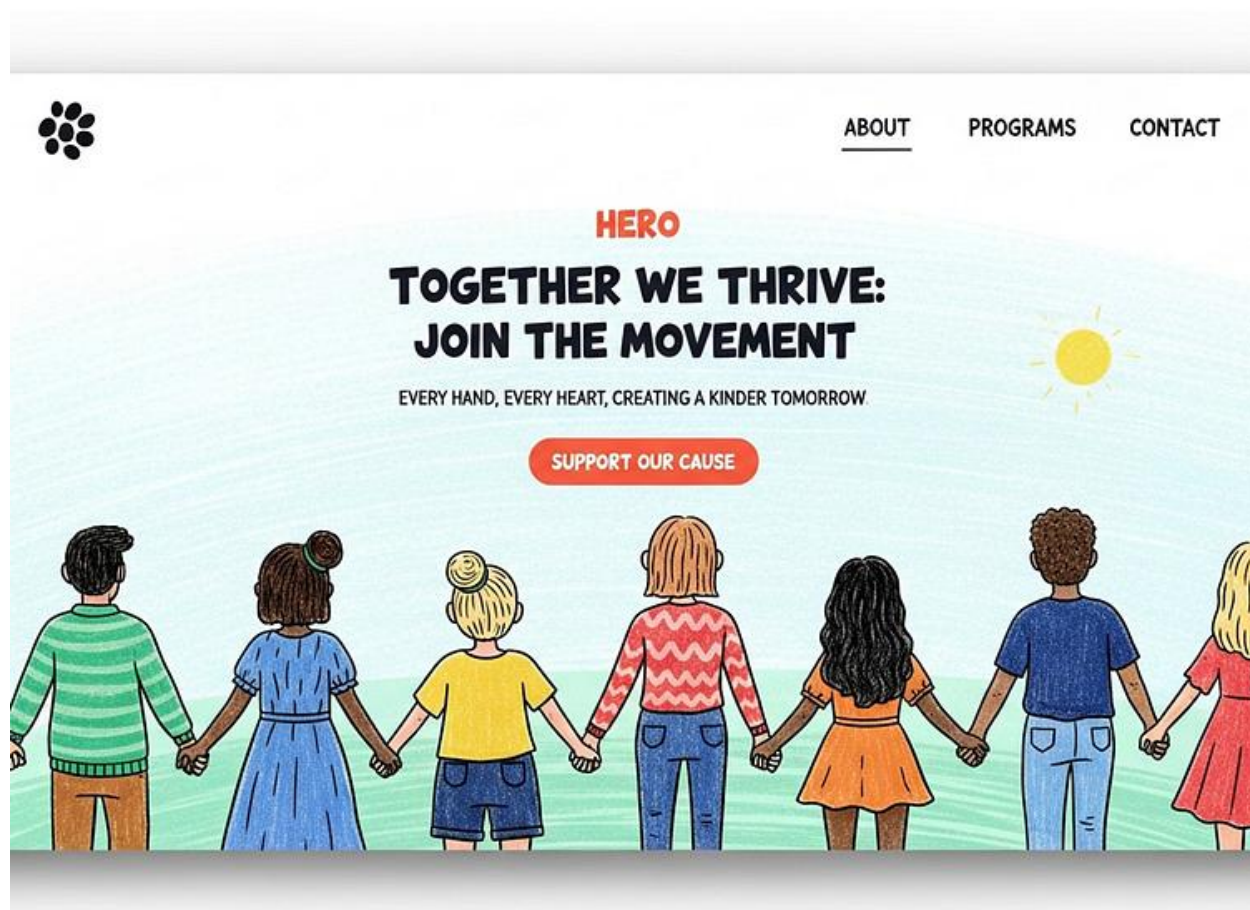 ABOUT PROGRAMS CONTACT
HERO
TOGETHER WE THRIVE:
JOIN THE MOVEMENT
EVERY HAND, EVERY HEART, CREATING A KINDER TOMORROW
SUPPORT OUR CAUSE